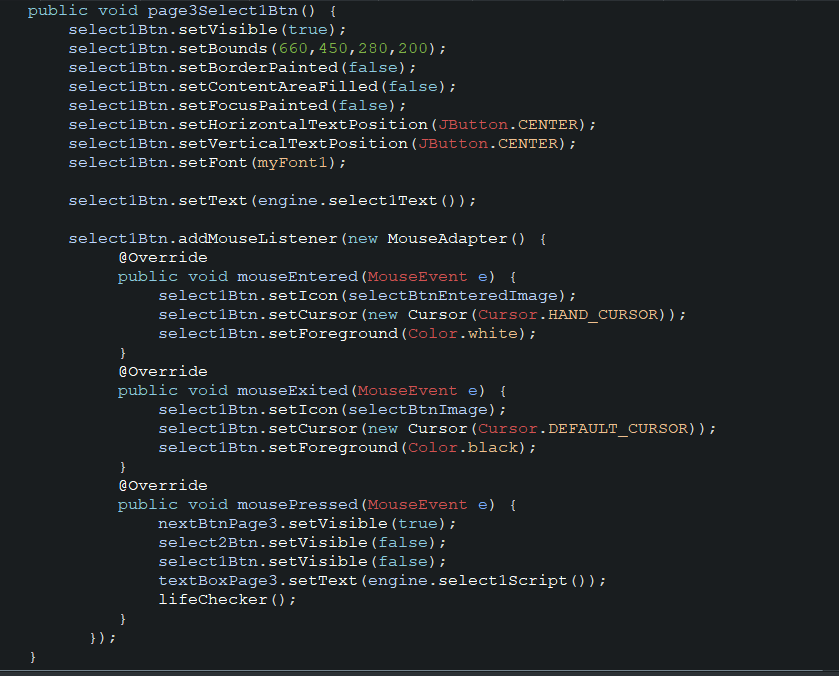 public void page3Select1Btn() {
select1Btn.setVisible(true);
select1Btn.setBounds(660,450,280,200);
select1Btn.setBorderPainted(false);
select1Btn.setContentAreaFilled(false);
select1Btn.setFocusPainted(false);
select1Btn.setHorizontalTextPosition(JButton.CENTER);
select1Btn.setVerticalTextPosition(JButton.CENTER);
select1Btn.setFont(myFont1);
select1Btn.setText(engine.select1Text());
select1Btn.addMouseListener(new MouseAdapter() {
@Override
public void mouseEntered(MouseEvent e) {
select1Btn.setIcon(selectBtnEnteredImage);
select1Btn.setCursor(new Cursor(Cursor.HAND_CURSOR));
select1Btn.setForeground(Color.white);
}
@Override
public void mouseExited(MouseEvent e) {
select1Btn.setIcon(selectBtnImage);
select1Btn.setCursor(new Cursor(Cursor.DEFAULT_CURSOR));
select1Btn.setForeground(Color.black);
}
@Override
public void mousePressed(MouseEvent e) {
nextBtnPage3.setVisible(true);
select2Btn.setVisible(false);
select1Btn.setVisible(false);
textBoxPage3.setText(engine.select1Script());
lifeChecker();
}
});
}